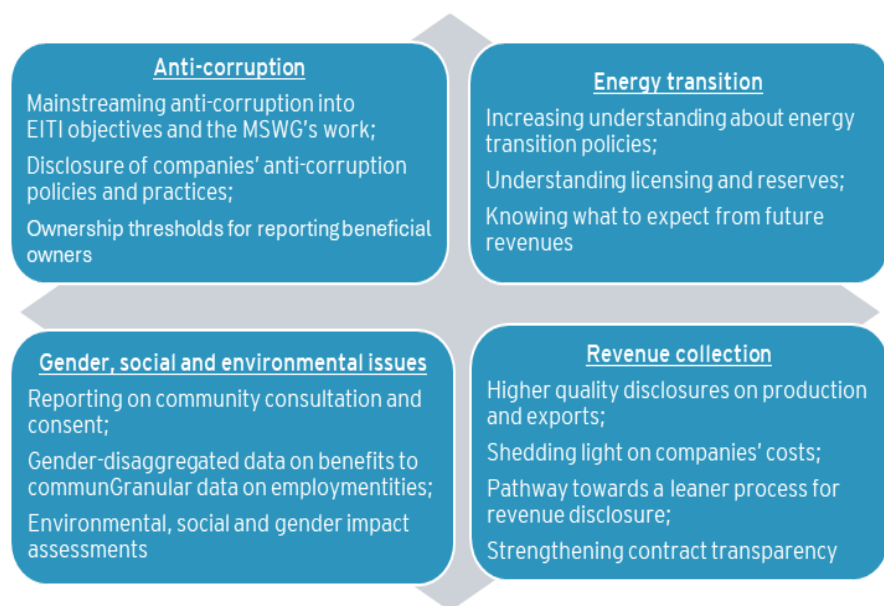 Anti-corruption
Mainstreaming anti-corruption into
EITI objectives and the MSWG's work;
Disclosure of companies' anti-corruption
policies and practices;
Ownership thresholds for reporting beneficial
owners
Energy transition
Increasing understanding about energy
transition policies;
Understanding licensing and reserves;
Knowing what to expect from future
revenues
Gender, social and environmental issues
Reporting on community consultation and
consent;
Gender-disaggregated data on benefits to
communGranular data on employmentities;
Environmental, social and gender impact
assessments
Revenue collection
Higher quality disclosures on production
and exports;
Shedding light on companies' costs;
Pathway towards a leaner process for
revenue disclosure;
Strengthening contract transparency